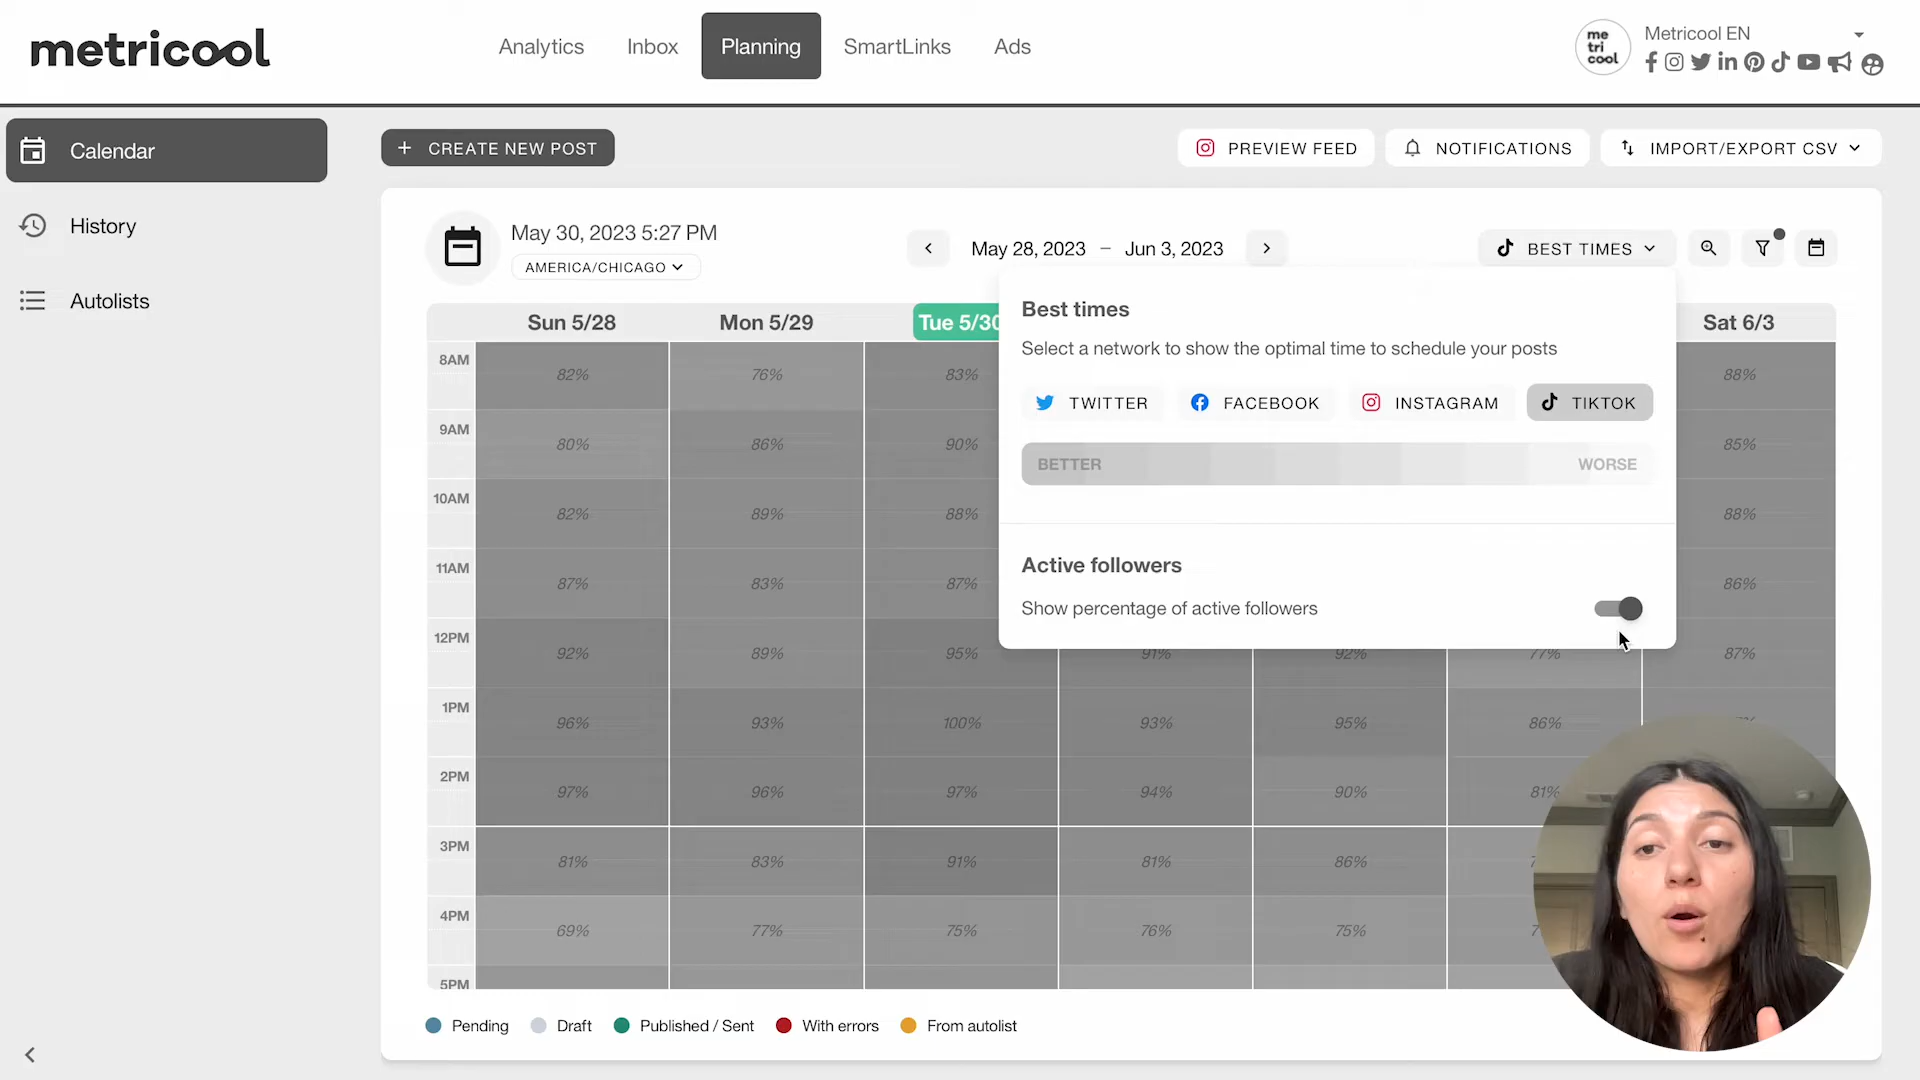 metricool
Analytics
Inbox
Planning
SmartLinks
Ads
me
tri
cool
Metricool EN
Calendar
History
Autolists
+ CREATE NEW POST
PREVIEW FEED
NOTIFICATIONS
IMPORT/EXPORT CSV
May 30, 2023 5:27 PM
AMERICA/CHICAGO
May 28, 2023 – Jun 3, 2023
BEST TIMES
Sun 5/28 Mon 5/29 Tue 5/30 Sat 6/3
Best times
Select a network to show the optimal time to schedule your posts
TWITTER
FACEBOOK
INSTAGRAM
TIKTOK
BETTER WORSE
Active followers
Show percentage of active followers
8AM 82% 76% 83% 88%
9AM 80% 86% 90% 85%
10AM 82% 89% 88% 88%
11AM 87% 83% 87% 86%
12PM 92% 89% 95% 91% 92% 77% 87%
1PM 96% 93% 100% 93% 95% 86%
2PM 97% 96% 97% 94% 90% 81%
3PM 81% 83% 91% 81% 86%
4PM 69% 77% 75% 76% 75%
5PM
Pending
Draft
Published / Sent
With errors
From autolist